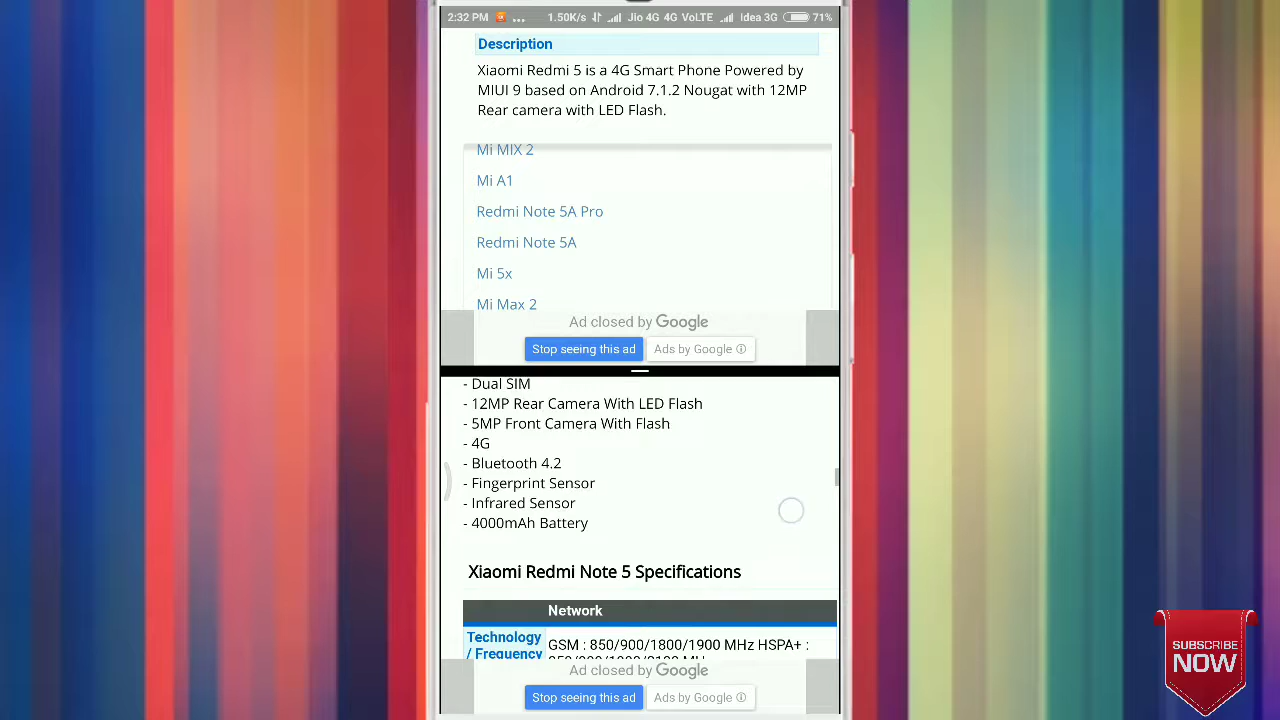 2:32 PM ... 1.50K/s Jio 4G 4G VoLTE Idea 3G 71%
Description
Xiaomi Redmi 5 is a 4G Smart Phone Powered by
MIUI 9 based on Android 7.1.2 Nougat with 12MP
Rear camera with LED Flash.
Mi MIX 2
Mi A1
Redmi Note 5A Pro
Redmi Note 5A
Mi 5x
Mi Max 2
Ad closed by Google
Stop seeing this ad Ads by Google
- Dual SIM
- 12MP Rear Camera With LED Flash
- 5MP Front Camera With Flash
- 4G
- Bluetooth 4.2
- Fingerprint Sensor
- Infrared Sensor
- 4000mAh Battery
Xiaomi Redmi Note 5 Specifications
Network
Technology GSM : 850/900/1800/1900 MHz HSPA+ :
/ Frequency
Ad closed by Google
Stop seeing this ad Ads by Google
SUBSCRIBE
NOW